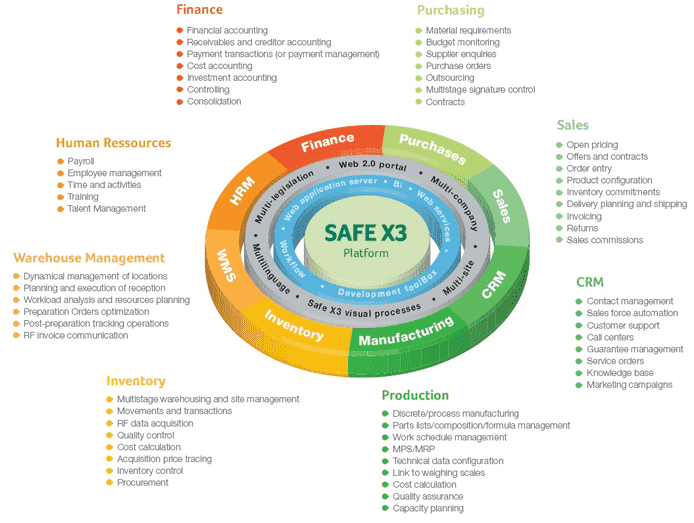 Finance
Financial accounting
Receivables and creditor accounting
Payment transactions (or payment management)
Cost accounting
Investment accounting
Controlling
Consolidation
Purchasing
Material requirements
Budget monitoring
Supplier enquiries
Purchase orders
Outsourcing
Multistage signature control
Contracts
Human Ressources
Payroll
Employee management
Time and activities
Training
Talent Management
Sales
Open pricing
Offers and contracts
Order entry
Product configuration
Inventory commitments
Delivery planning and shipping
Invoicing
Returns
Sales commissions
Warehouse Management
Dynamical management of locations
Planning and execution of reception
Workload analysis and resources planning
Preparation Orders optimization
Post-preparation tracking operations
RF invoice communication
CRM
Contact management
Sales force automation
Customer support
Call centers
Guarantee management
Service orders
Knowledge base
Marketing campaigns
Inventory
Multistage warehousing and site management
Movements and transactions
RF data acquisition
Quality control
Cost calculation
Acquisition price tracing
Inventory control
Procurement
Production
Discrete/process manufacturing
Parts lists/composition/formula management
Work schedule management
MPS/MRP
Technical data configuration
Link to weighing scales
Cost calculation
Quality assurance
Capacity planning
Finance
Purchases
Sales
CRM
Manufacturing
Inventory
WMS
HRM
Multi-legislation • Web 2.0 portal • Multi-company • Multi-site • Safe X3 visual processes • Multilanguage •
Web application server • Bi • Web services • Development toolBox • Workflow •
SAFE X3
Platform